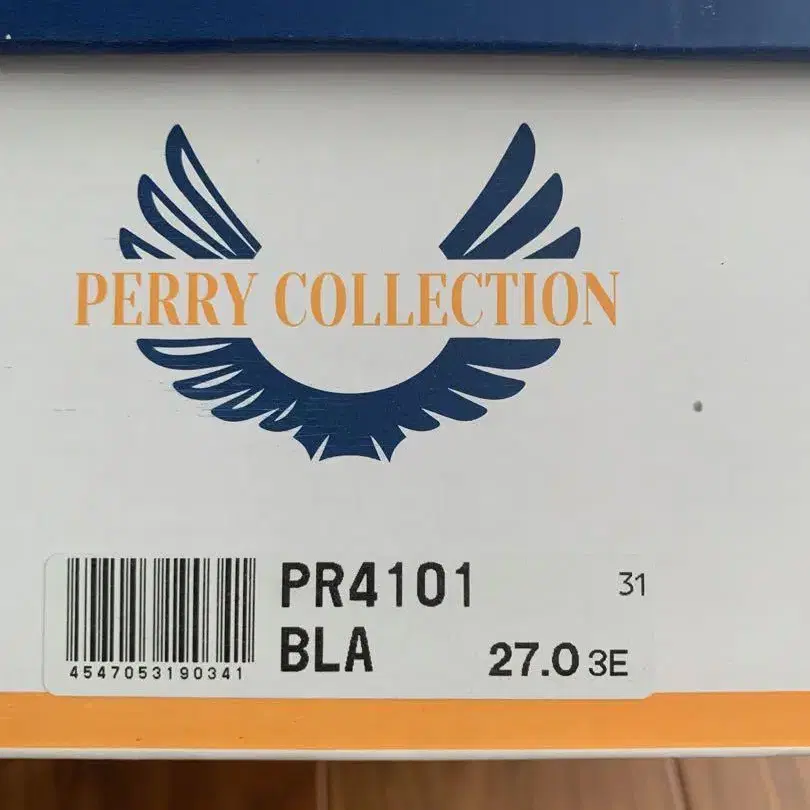 PERRY COLLECTION
PR4101
31
BLA
27.0 3E
4547053190341